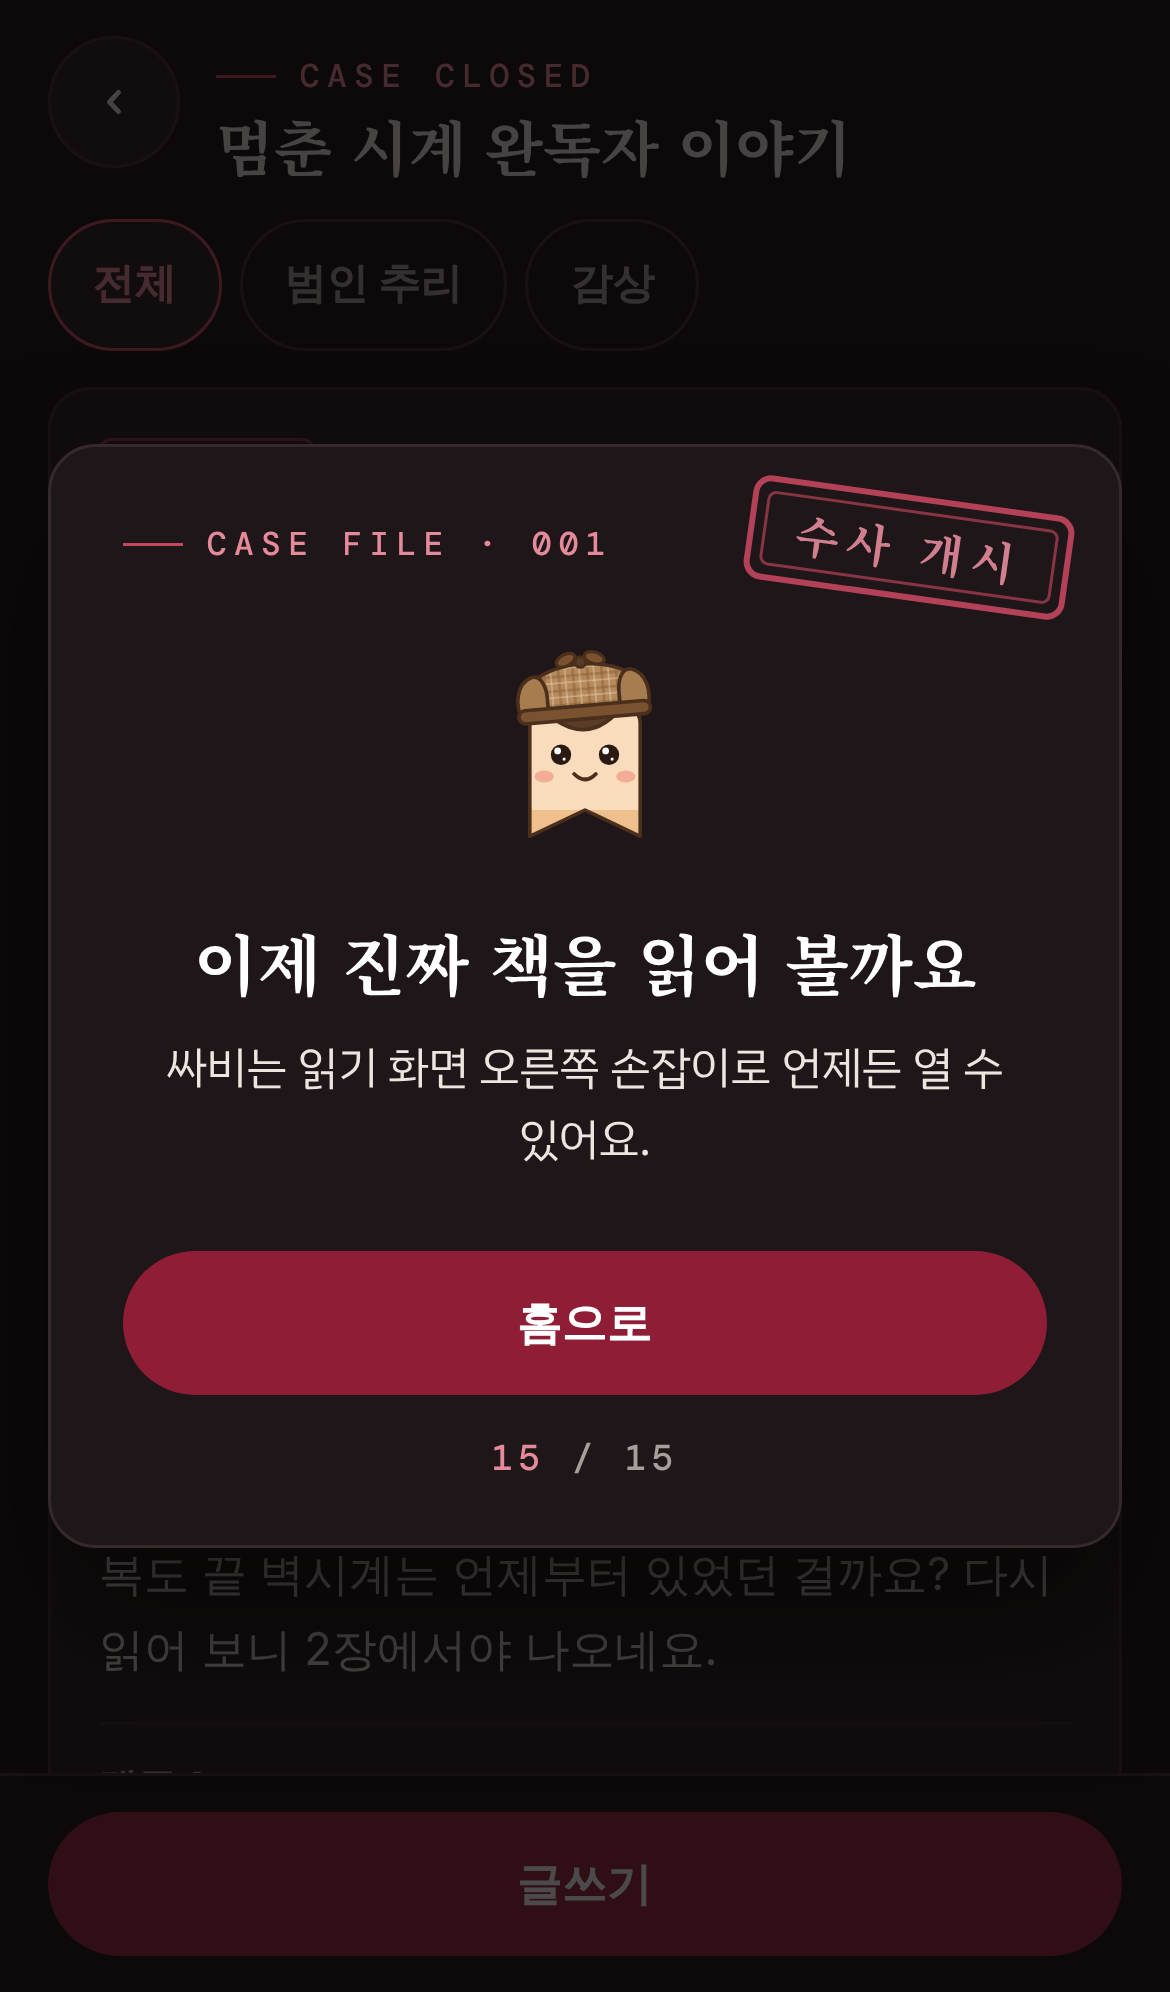 CASE CLOSED
멈춘 시계 완독자 이야기
전체
범인 추리
감상
CASE FILE · 001
수사 개시
이제 진짜 책을 읽어 볼까요
싸비는 읽기 화면 오른쪽 손잡이로 언제든 열 수
있어요.
홈으로
15 / 15
복도 끝 벽시계는 언제부터 있었던 걸까요? 다시
읽어 보니 2장에서야 나오네요.
글쓰기